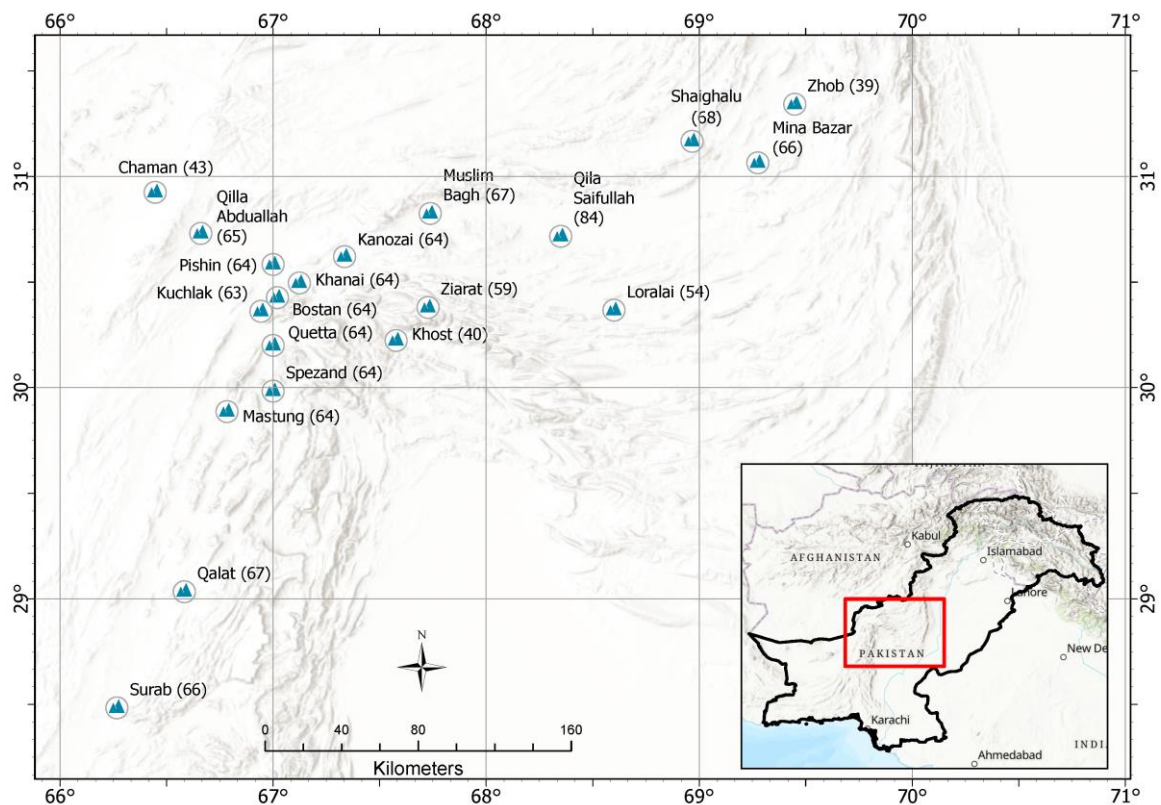 66°
67°
68°
69°
70°
71°
Zhob (39)
Shaighalu
(68)
Mina Bazar
(66)
31°
31°
Chaman (43)
Muslim
Bagh (67)
Qila
Saifullah
(84)
Qilla
Abduallah
(65)
Kanozai (64)
Pishin (64)
Khanai (64)
Kuchlak (63)
Ziarat (59)
Loralai (54)
Bostan (64)
Quetta (64)
Khost (40)
Spezand (64)
30°
30°
Mastung (64)
Qalat (67)
29°
29°
Surab (66)
N
0
40
80
160
Kilometers
Kabul
AFGHANISTAN
Islamabad
Lahore
PAKISTAN
New De
Karachi
INDI
Ahmedabad
66°
67°
68°
69°
70°
71°